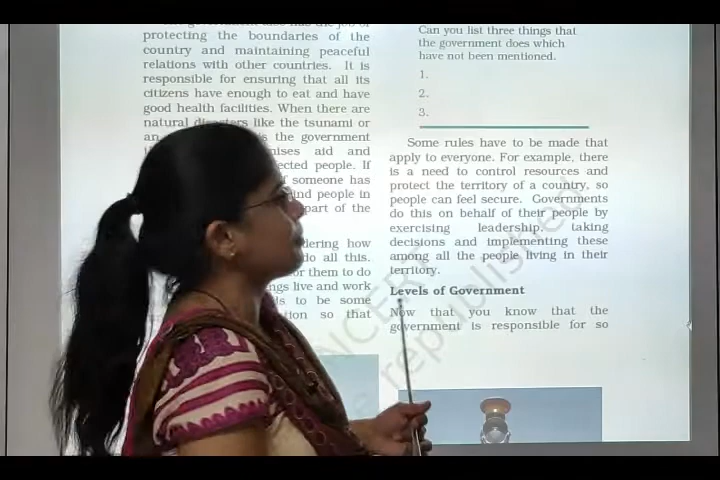 protecting the boundaries of the
country and maintaining peaceful
relations with other countries. It is
responsible for ensuring that all its
citizens have enough to eat and have
good health facilities. When there are
natural disasters like the tsunami or
an is the government
aid and
people. If
someone has
people in
part of the
how
do all this.
for them to do
live and work
to be some
so that
Can you list three things that
the government does which
have not been mentioned.
1.
2.
3.
Some rules have to be made that
apply to everyone. For example, there
is a need to control resources and
protect the territory of a country, so
people can feel secure. Governments
do this on behalf of their people by
exercising leadership, taking
decisions and implementing these
among all the people living in their
territory.
Levels of Government
Now that you know that the
government is responsible for so
NCERT
republished